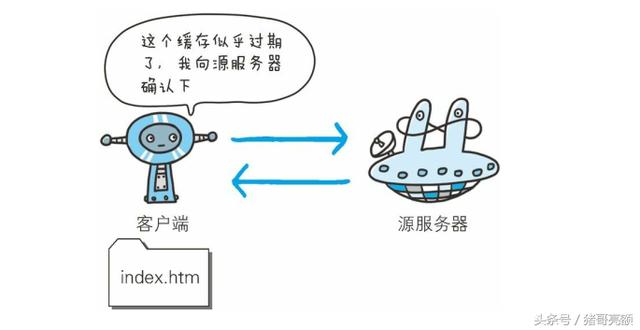 这个缓存似乎过期
了，我向源服务器
确认下
客户端
源服务器
index.htm
头条号/猪哥亮额